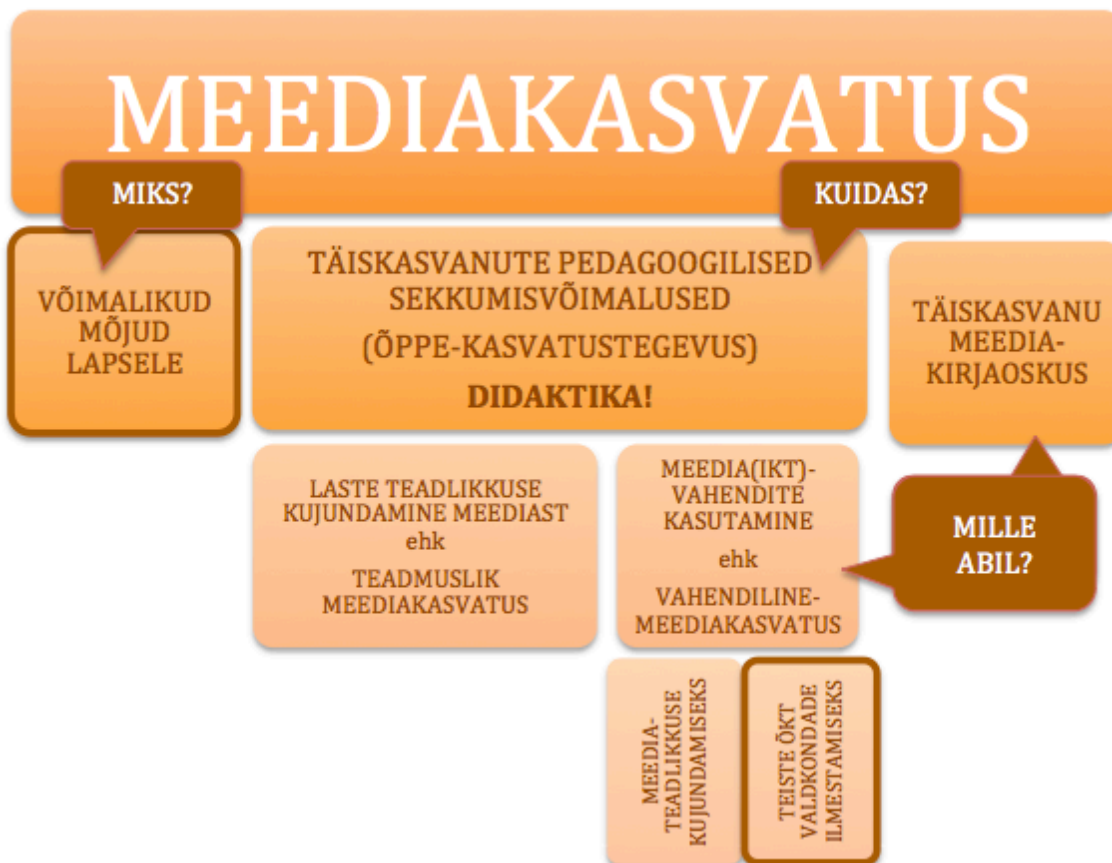 MEEDIAKASVATUS
MIKS?
KUIDAS?
VÕIMALIKUD
MÕJUD
LAPSELE
TÄISKASVANUTE PEDAGOOGILISED
SEKKUMISVÕIMALUSED
(ÕPPE-KASVATUSTEGEVUS)
DIDAKTIKA!
TÄISKASVANU
MEEDIA-
KIRJAOSKUS
LASTE TEADLIKKUSE
KUJUNDAMINE MEEDIAST
ehk
TEADMUSLIK
MEEDIAKASVATUS
MEEDIA(IKT)-
VAHENDITE
KASUTAMINE
ehk
VAHENDILINE-
MEEDIAKASVATUS
MILLE
ABIL?
MEEDIA-
TEADLIKKUSE
KUJUNDAMISEKS
TEISTE ÕKT
VALDKONDADE
ILMESTAMISEKS